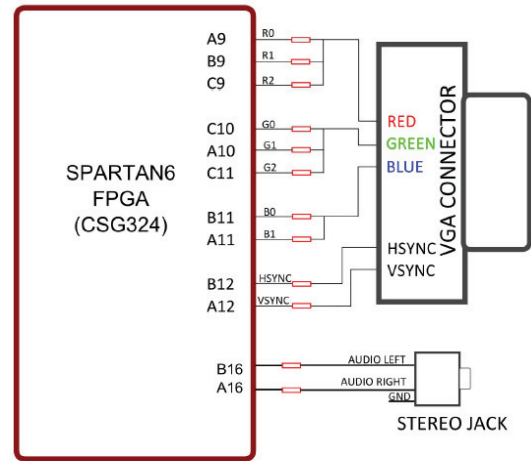 A9 R0
B9 R1
C9 R2
C10 G0
A10 G1
C11 G2
B11 B0
A11 B1
B12 HSYNC
A12 VSYNC
B16 AUDIO LEFT
A16 AUDIO RIGHT
GND
SPARTAN6
FPGA
(CSG324)
RED
GREEN
BLUE
HSYNC
VSYNC
VGA CONNECTOR
STEREO JACK